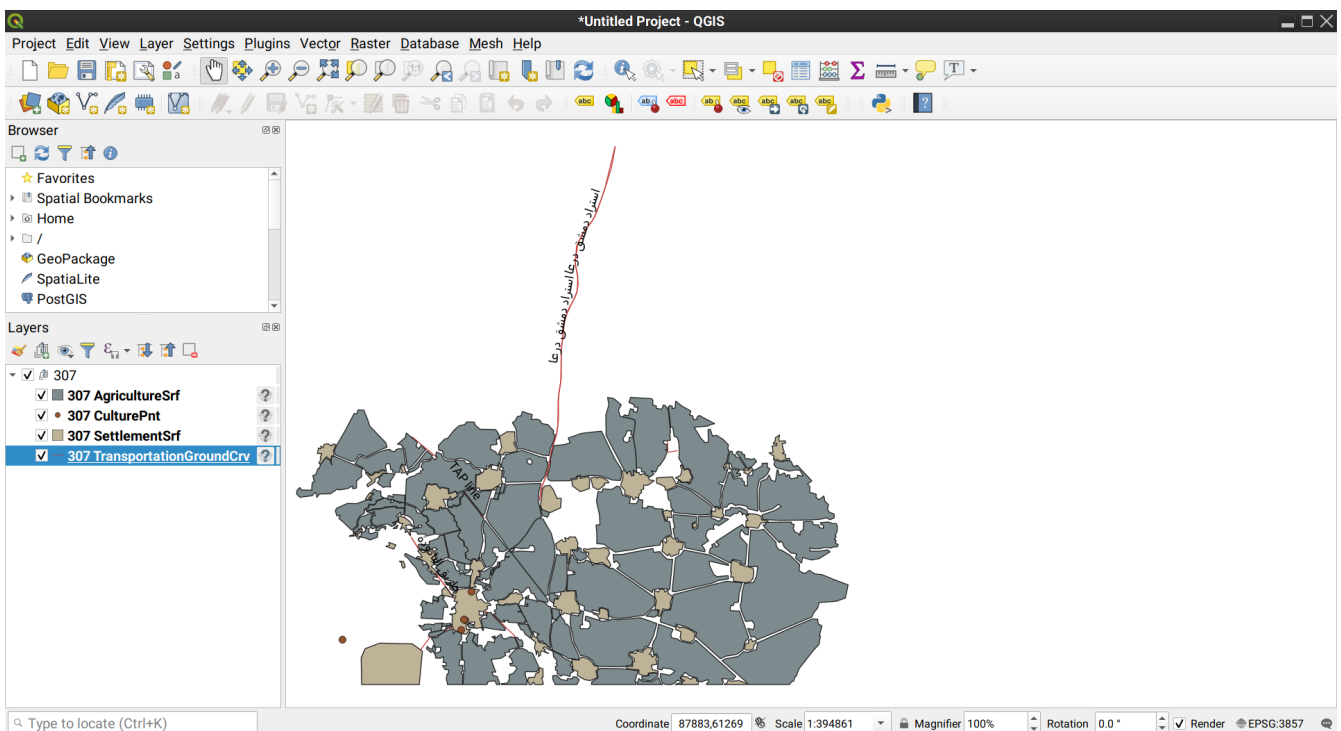 *Untitled Project - QGIS
Project Edit View Layer Settings Plugins Vector Raster Database Mesh Help
Browser
Favorites
Spatial Bookmarks
Home
/
GeoPackage
SpatiaLite
PostGIS
Layers
307
307 AgricultureSrf
307 CulturePnt
307 SettlementSrf
307 TransportationGroundCrv
استراد دمشق درعا
استراد دمشق درعا
TAP line
Type to locate (Ctrl+K)
Coordinate 87883,61269 Scale 1:394861 Magnifier 100% Rotation 0.0 ° Render EPSG:3857